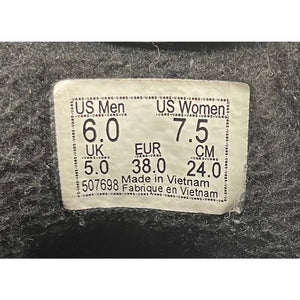 US Men US Women
6.0 7.5
UK EUR CM
5.0 38.0 24.0
507698 Made in Vietnam
Fabrique en Vietnam